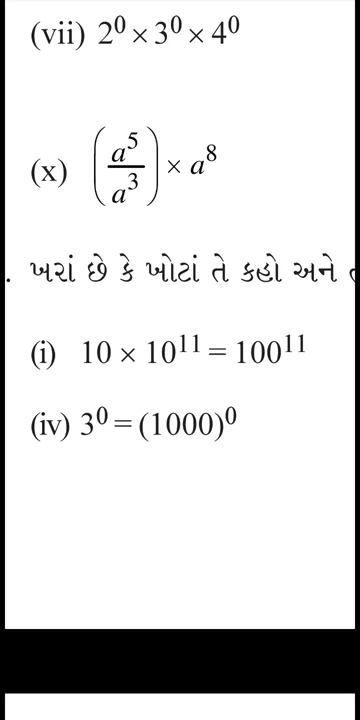 (vii) 2⁰ × 3⁰ × 4⁰
(x) (a⁵/a³) × a⁸
. ખરાં છે કે ખોટાં તે કહો અને
(i) 10 × 10¹¹ = 100¹¹
(iv) 3⁰ = (1000)⁰